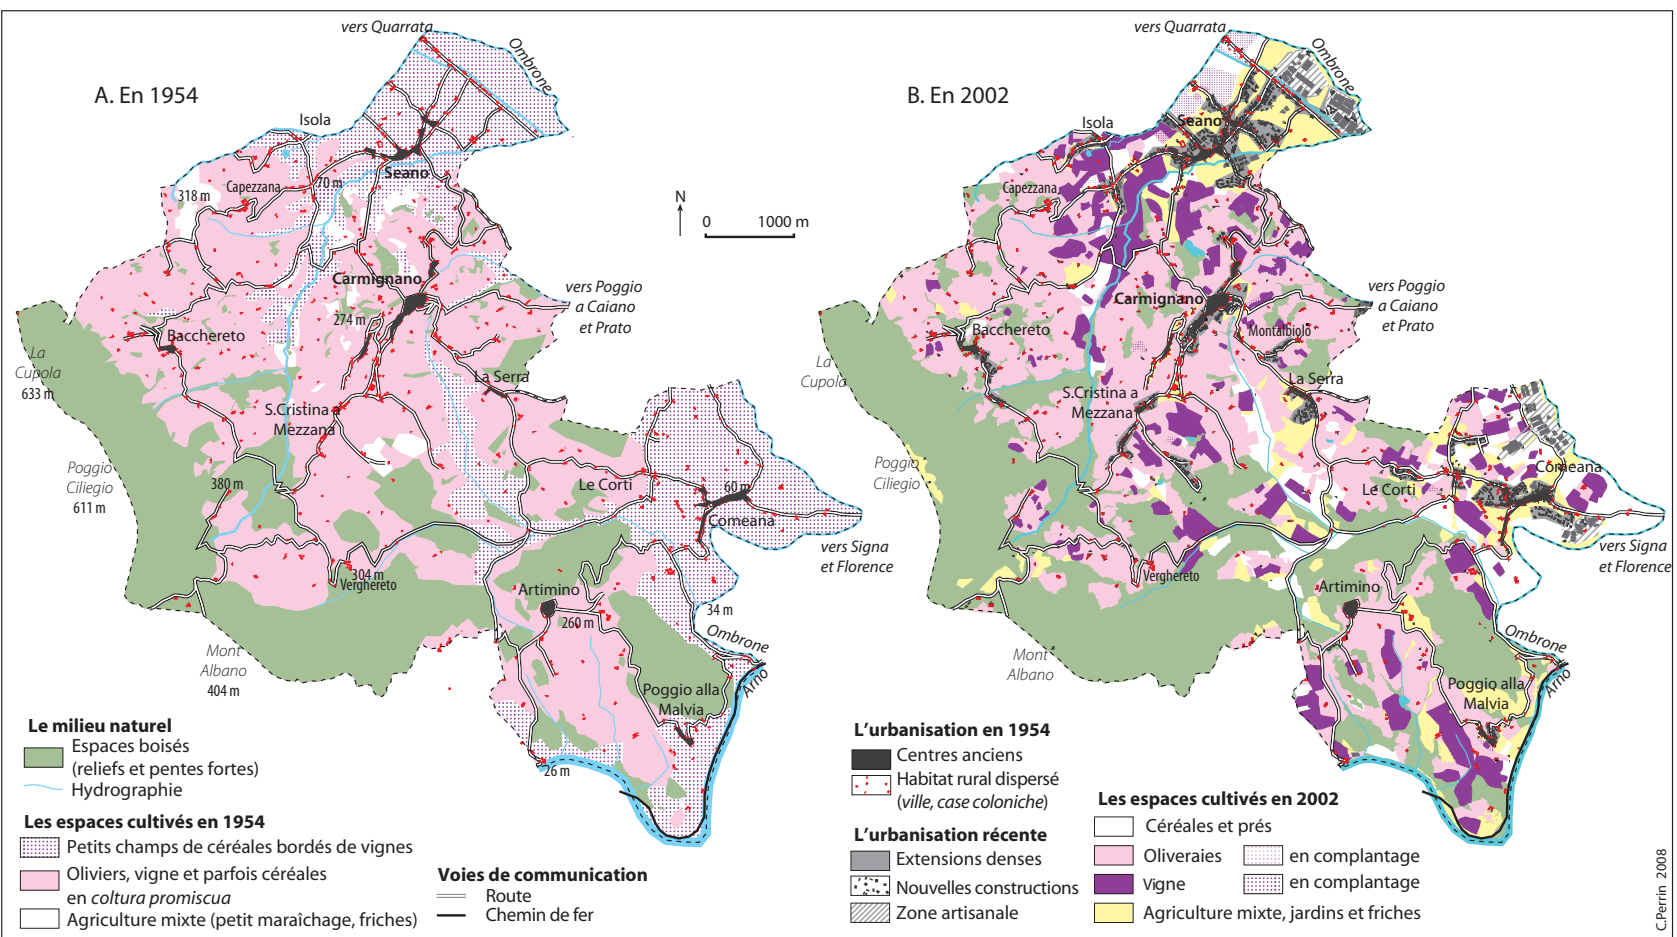 A. En 1954
vers Quarrata
Ombrone
Isola
Seano
Capezzana
70 m
318 m
Carmignano
274 m
vers Poggio
a Caiano
et Prato
Bacchereto
La
Cupola
633 m
La Serra
S.Cristina a
Mezzana
Poggio
Ciliegio
611 m
380 m
Le Corti
60 m
Comeana
vers Signa
et Florence
304 m
Verghereto
Artimino
260 m
34 m
Ombrone
Arno
Mont
Albano
404 m
Poggio alla
Malvia
26 m
N
0 1000 m
B. En 2002
vers Quarrata
Ombrone
Isola
Seano
Capezzana
Carmignano
vers Poggio
a Caiano
et Prato
Montalbiolo
Bacchereto
La
Cupola
La Serra
S.Cristina a
Mezzana
Poggio
Ciliegio
Le Corti
Comeana
vers Signa
et Florence
Verghereto
Artimino
Ombrone
Arno
Mont
Albano
Poggio alla
Malvia
Le milieu naturel
Espaces boisés
(reliefs et pentes fortes)
Hydrographie
Les espaces cultivés en 1954
Petits champs de céréales bordés de vignes
Oliviers, vigne et parfois céréales
en coltura promiscua
Agriculture mixte (petit maraîchage, friches)
Voies de communication
Route
Chemin de fer
L'urbanisation en 1954
Centres anciens
Habitat rural dispersé
(ville, case coloniche)
L'urbanisation récente
Extensions denses
Nouvelles constructions
Zone artisanale
Les espaces cultivés en 2002
Céréales et prés
Oliveraies en complantage
Vigne en complantage
Agriculture mixte, jardins et friches
C.Perrin 2008